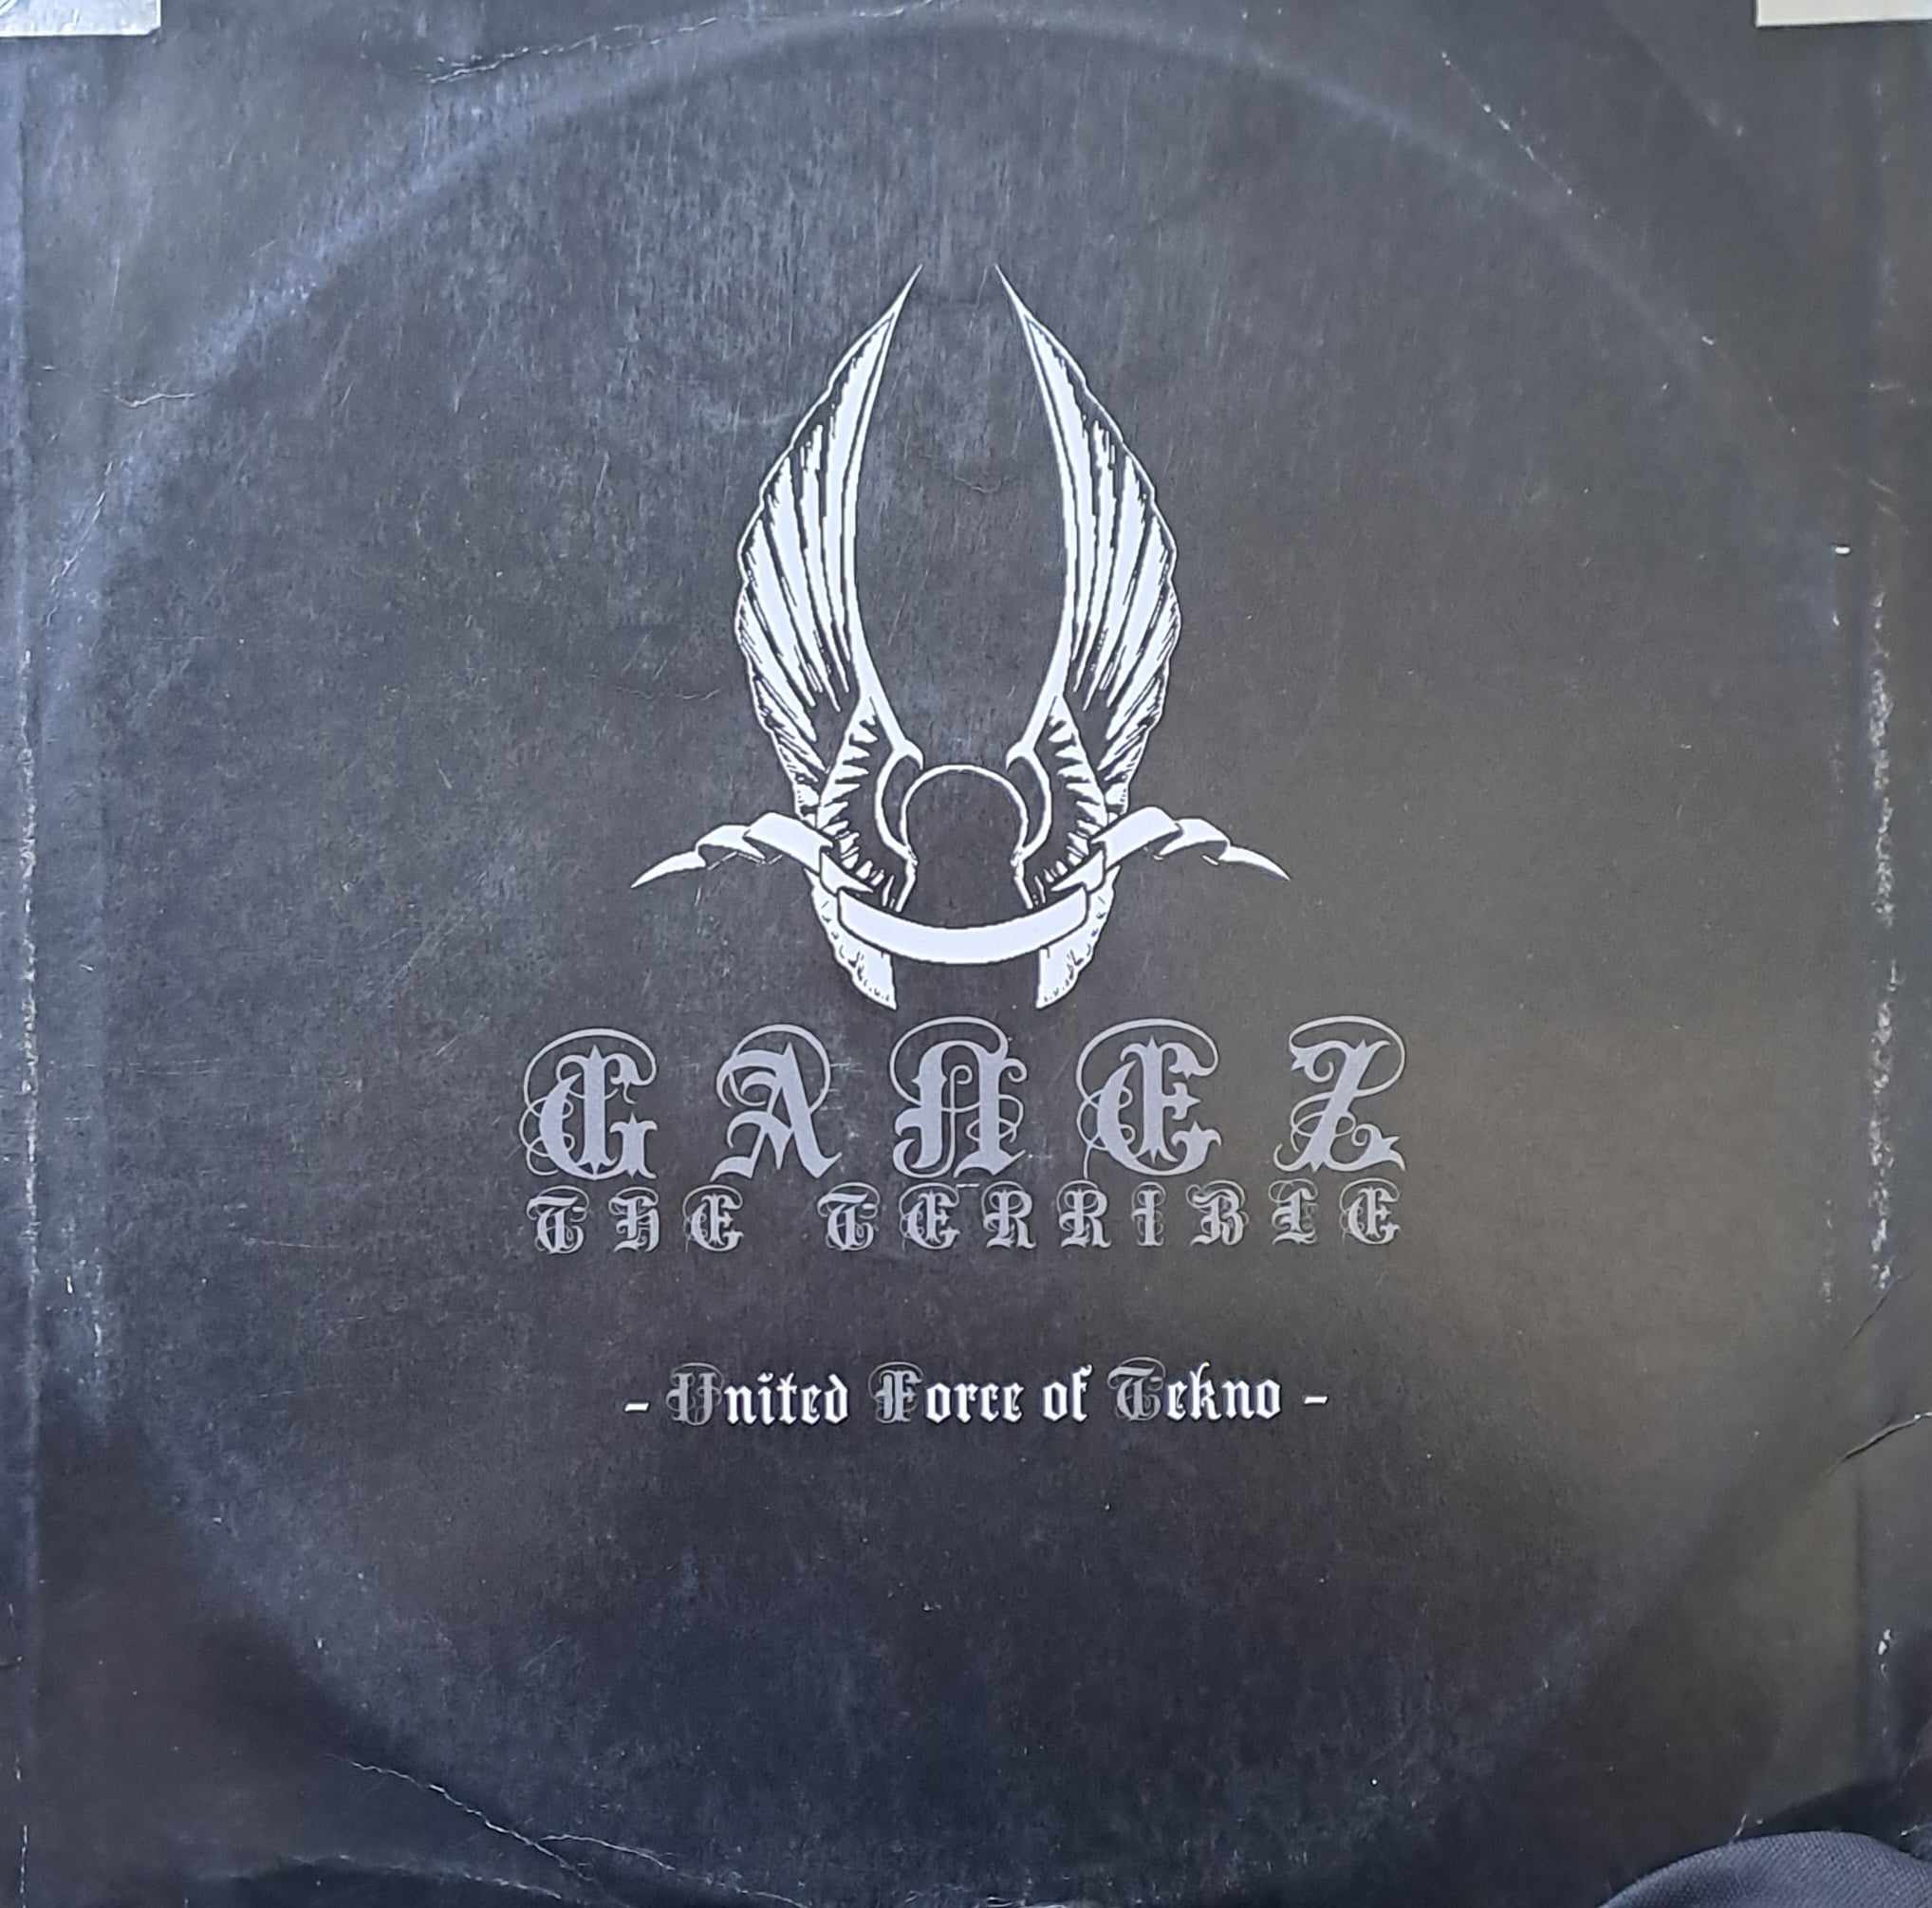 GANEZ
THE TERRIBLE
- United Force of Tekno -